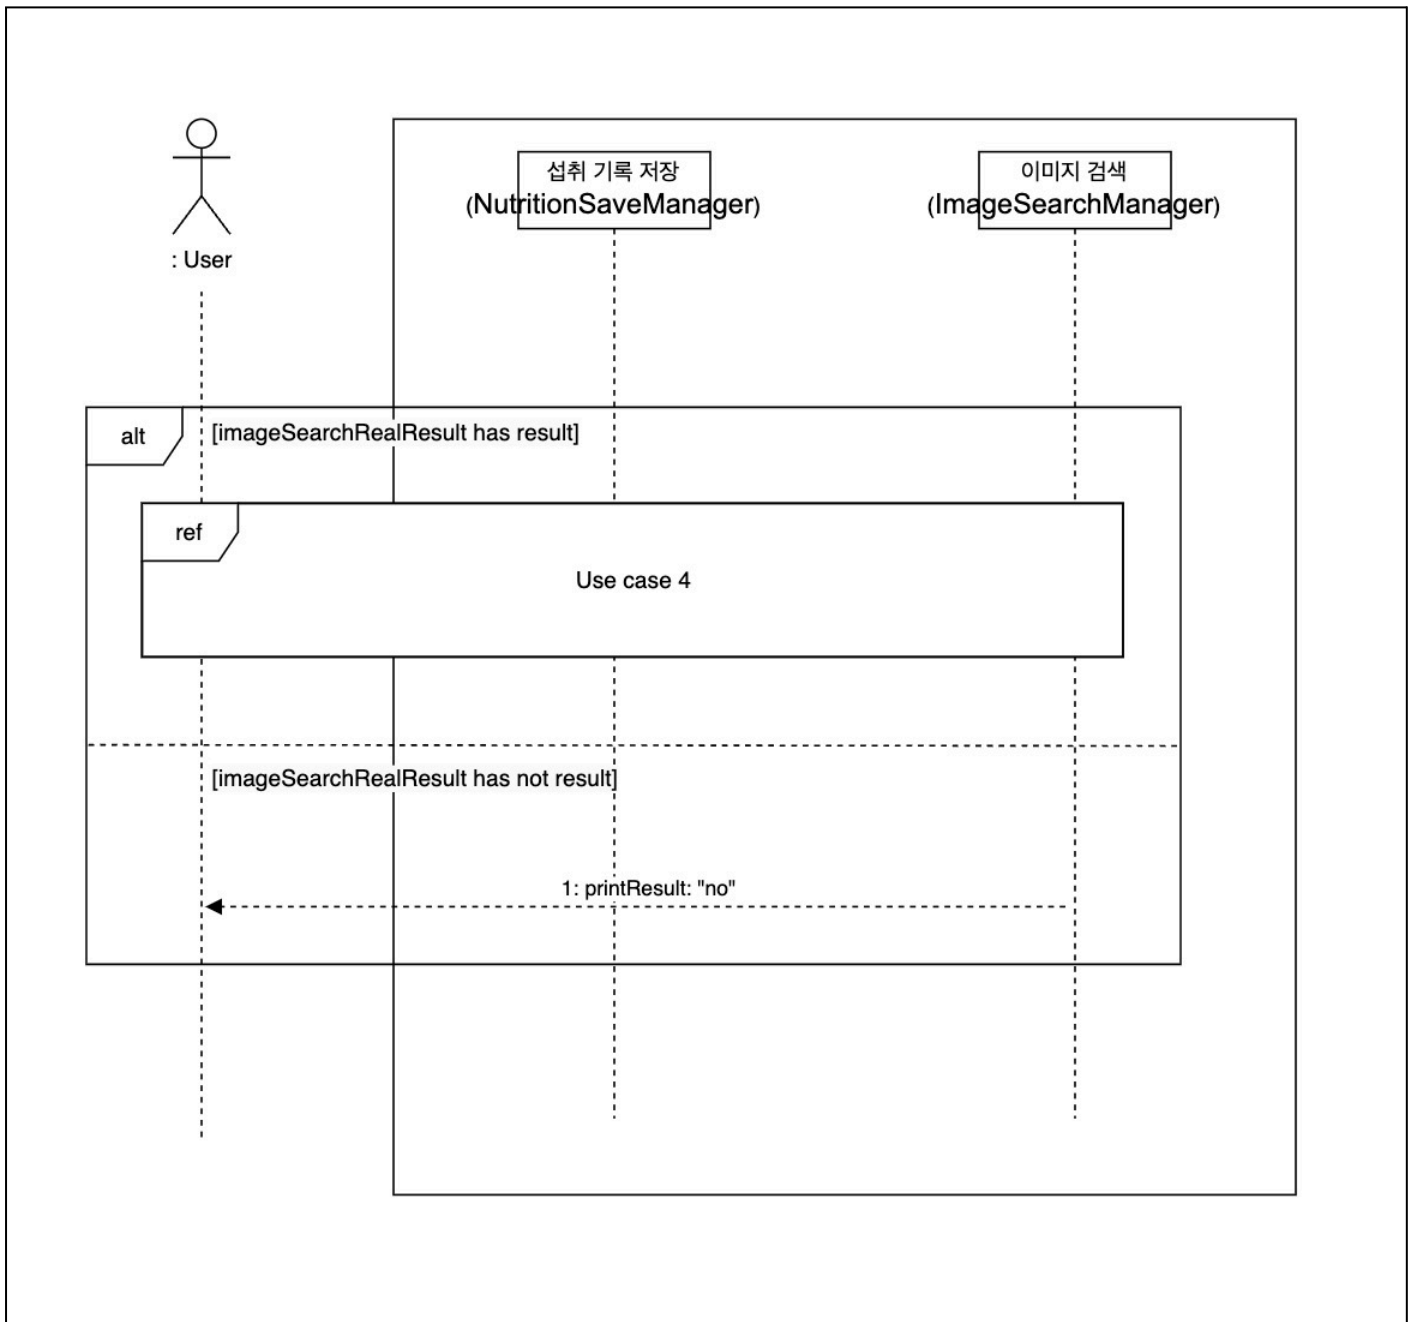 섭취 기록 저장
(NutritionSaveManager)
이미지 검색
(ImageSearchManager)
: User
alt
[imageSearchRealResult has result]
ref
Use case 4
[imageSearchRealResult has not result]
1: printResult: "no"